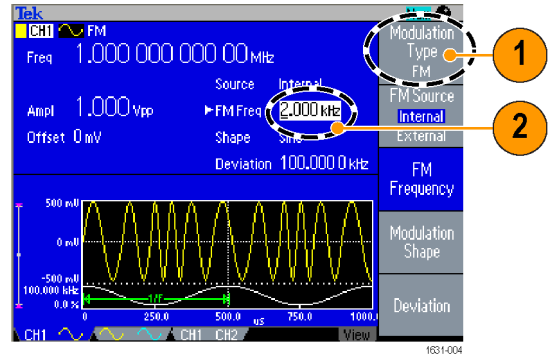 Tek
CH1 FM
Freq 1.000 000 000 00 MHz
Source Internal
Ampl 1.000 Vpp ►FM Freq 2.000 kHz
Offset 0 mV Shape Sine
Deviation 100.000 0 kHz
Modulation Type FM
FM Source Internal External
FM Frequency
Modulation Shape
Deviation
1
2
500 mU
0 mU
-500 mU
100.000 kHz
0.0 %
1/F
0 250.0 500.0 us 750.0 1000.
CH1 CH1 CH2 View
1631-004